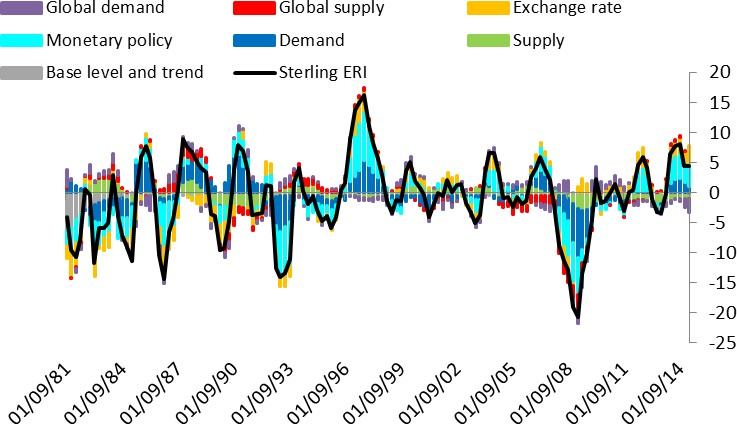 Global demand Global supply Exchange rate
Monetary policy Demand Supply
Base level and trend Sterling ERI
20
15
10
5
0
-5
-10
-15
-20
-25
01/09/81 01/09/84 01/09/87 01/09/90 01/09/93 01/09/96 01/09/99 01/09/02 01/09/05 01/09/08 01/09/11 01/09/14